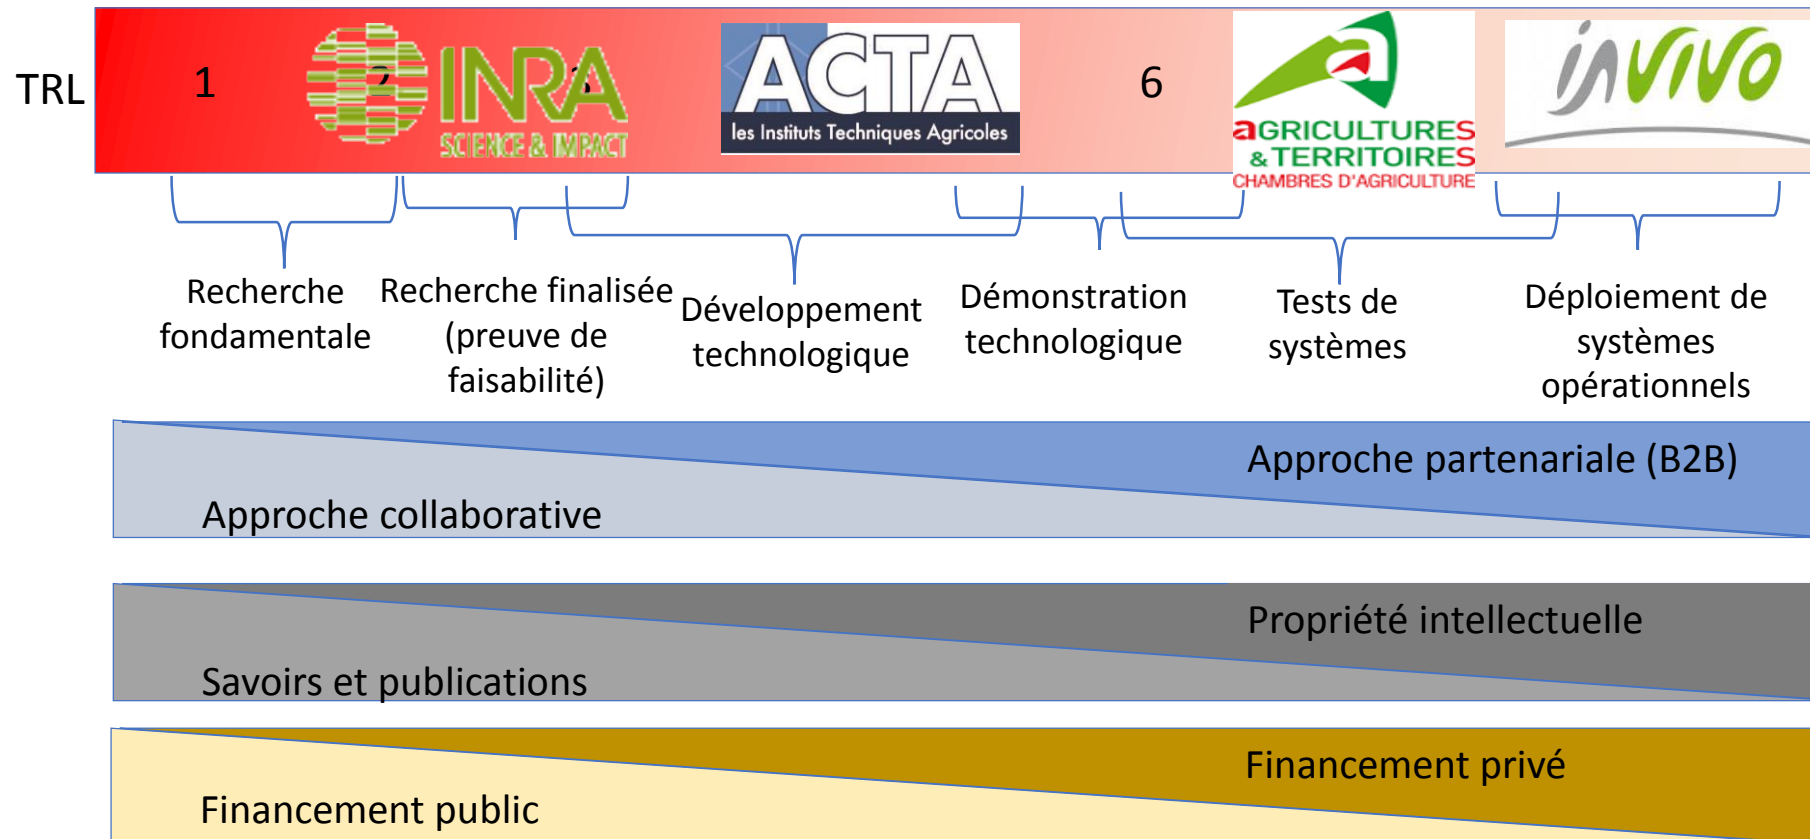 TRL
1
2
INRA
SCIENCE & IMPACT
3
ACTA
les Instituts Techniques Agricoles
6
aGRICULTURES
& TERRITOIRES
CHAMBRES D'AGRICULTURE
inVIVO
Recherche
fondamentale
Recherche finalisée
(preuve de
faisabilité)
Développement
technologique
Démonstration
technologique
Tests de
systèmes
Déploiement de
systèmes
opérationnels
Approche partenariale (B2B)
Approche collaborative
Propriété intellectuelle
Savoirs et publications
Financement privé
Financement public